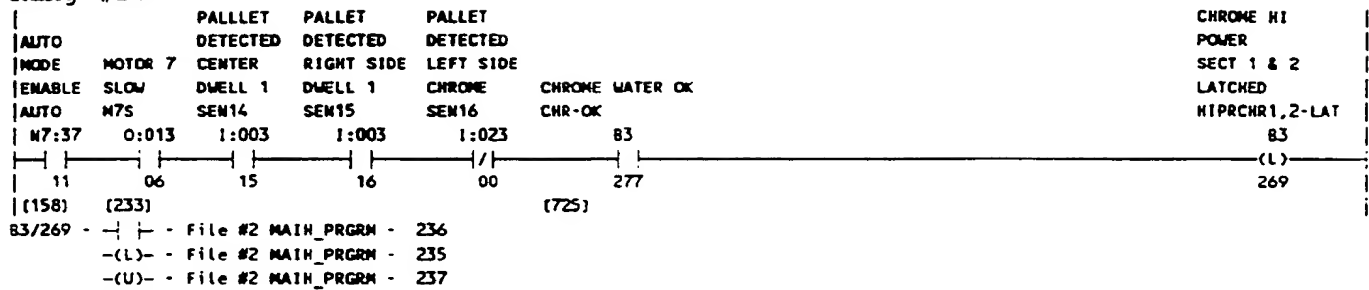 PALLLET PALLET PALLET CHROME HI
AUTO DETECTED DETECTED DETECTED POWER
MODE MOTOR 7 CENTER RIGHT SIDE LEFT SIDE SECT 1 & 2
ENABLE SLOW DWELL 1 DWELL 1 CHROME CHROME WATER OK LATCHED
AUTO M7S SEN14 SEN15 SEN16 CHR-OK HIPRCHR1,2-LAT
N7:37 O:013 I:003 I:003 I:023 B3 B3
(L)
11 06 15 16 00 277 269
[158] [233] [725]
B3/269 - -| |- - File #2 MAIN_PRGRM - 236
-(L)- - File #2 MAIN_PRGRM - 235
-(U)- - File #2 MAIN_PRGRM - 237